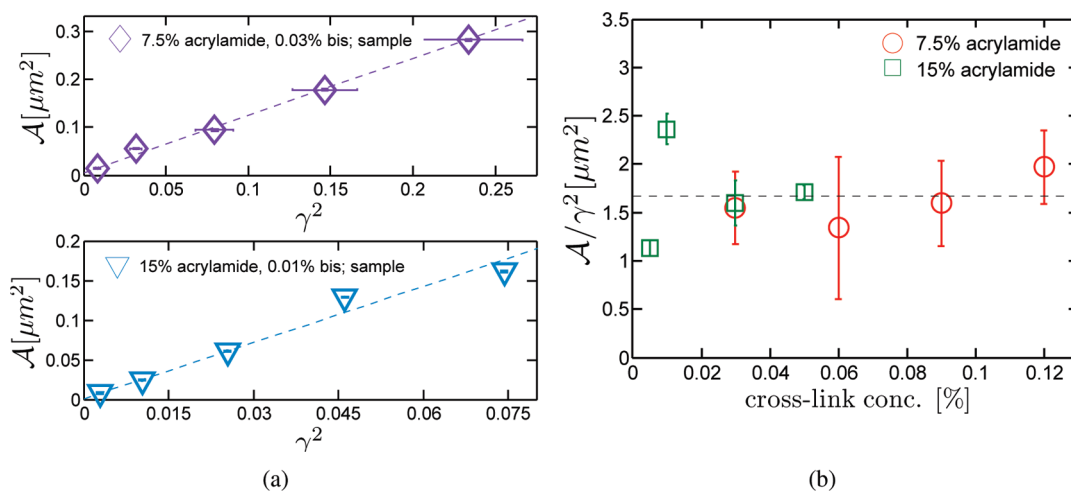 0.3
0.2
0.1
0
𝒜[μm²]
7.5% acrylamide, 0.03% bis; sample
0.05 0.1 0.15 0.2 0.25
γ²
0.2
0.15
0.1
0.05
0
𝒜[μm²]
15% acrylamide, 0.01% bis; sample
0 0.015 0.03 0.045 0.06 0.075
γ²
(a)
3.5
3
2.5
2
1.5
1
0.5
0
𝒜/γ²[μm²]
7.5% acrylamide
15% acrylamide
0 0.02 0.04 0.06 0.08 0.1 0.12
cross-link conc. [%]
(b)